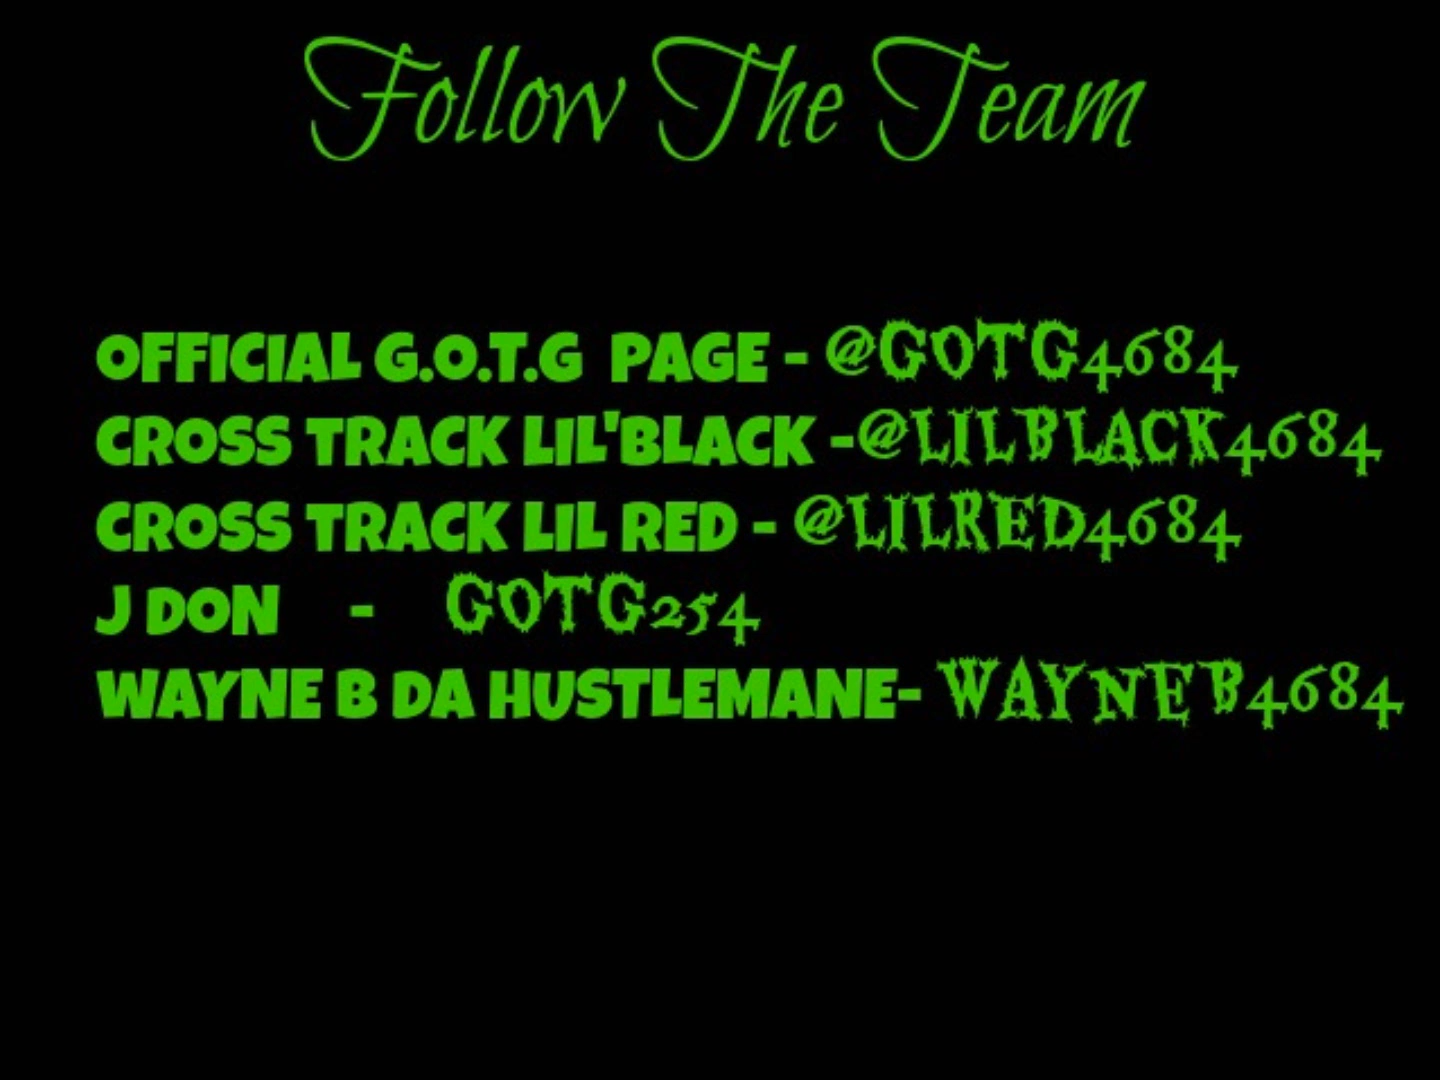 Follow The Team
OFFICIAL G.O.T.G PAGE - @GOTG4684
CROSS TRACK LIL'BLACK -@LILBLACK4684
CROSS TRACK LIL RED - @LILRED4684
J DON - GOTG254
WAYNE B DA HUSTLEMANE- WAYNEB4684